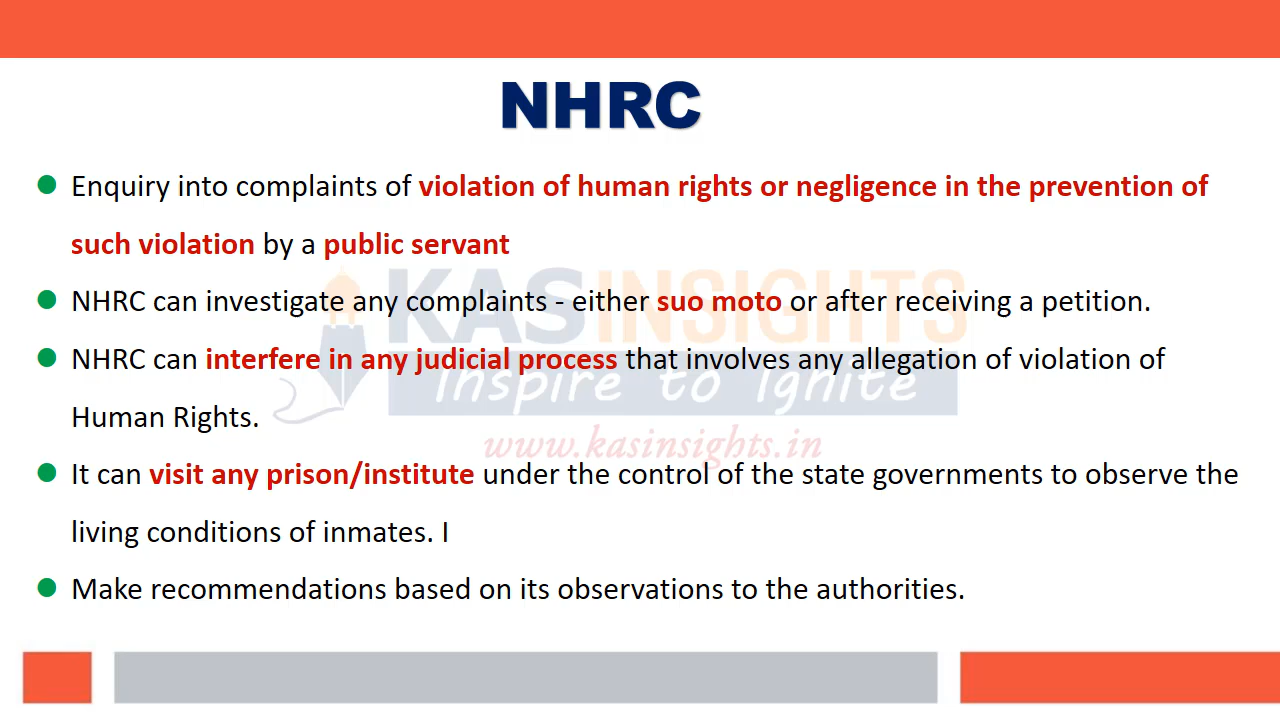 NHRC
Enquiry into complaints of violation of human rights or negligence in the prevention of
such violation by a public servant
NHRC can investigate any complaints - either suo moto or after receiving a petition.
NHRC can interfere in any judicial process that involves any allegation of violation of
Human Rights.
It can visit any prison/institute under the control of the state governments to observe the
living conditions of inmates. I
Make recommendations based on its observations to the authorities.
KAS INSIGHTS
Inspire to Ignite
www.kasinsights.in